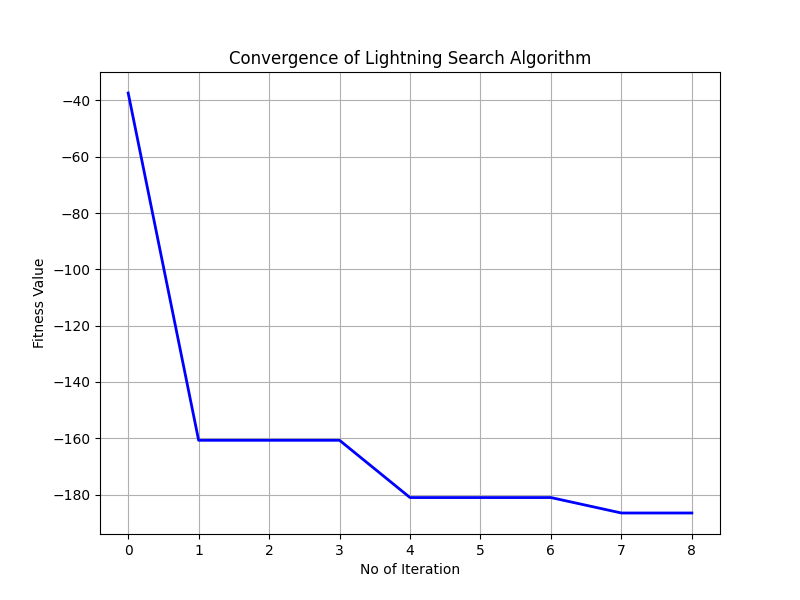 Convergence of Lightning Search Algorithm
Fitness Value
−40
−60
−80
−100
−120
−140
−160
−180
0 1 2 3 4 5 6 7 8
No of Iteration